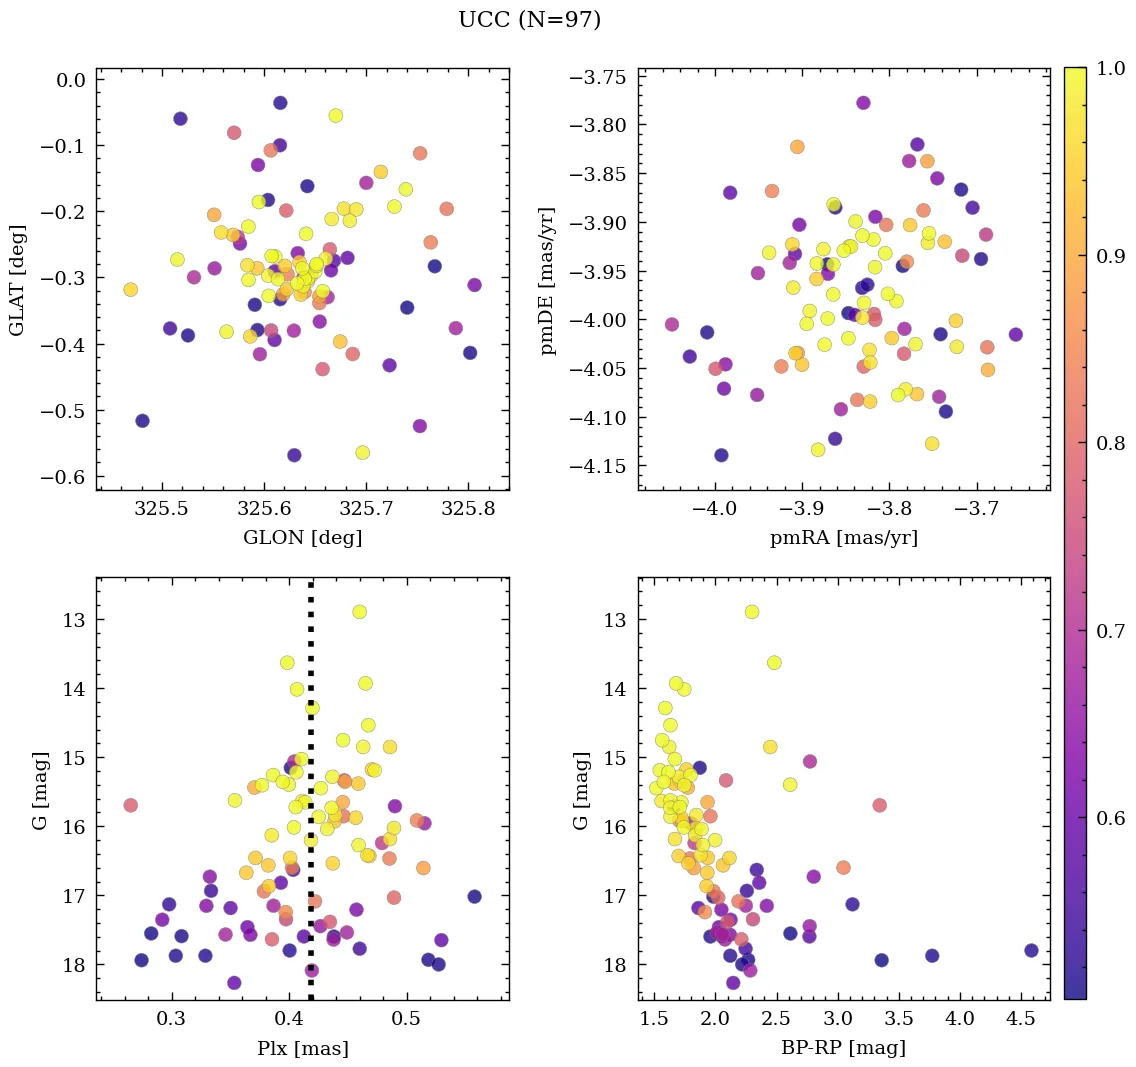 UCC (N=97)
0.0
−0.1
−0.2
−0.3
−0.4
−0.5
−0.6
GLAT [deg]
325.5 325.6 325.7 325.8
GLON [deg]
−3.75
−3.80
−3.85
−3.90
−3.95
−4.00
−4.05
−4.10
−4.15
pmDE [mas/yr]
−4.0 −3.9 −3.8 −3.7
pmRA [mas/yr]
1.0
0.9
0.8
0.7
0.6
13
14
15
16
17
18
G [mag]
0.3 0.4 0.5
Plx [mas]
13
14
15
16
17
18
G [mag]
1.5 2.0 2.5 3.0 3.5 4.0 4.5
BP-RP [mag]